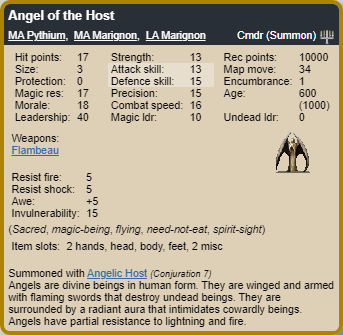 Angel of the Host
MA Pythium, MA Marignon, LA Marignon Cmdr (Summon)
Hit points: 17 Strength: 13 Rec points: 10000
Size: 3 Attack skill: 13 Map move: 34
Protection: 0 Defence skill: 15 Encumbrance: 1
Magic res: 17 Precision: 15 Age: 600
Morale: 18 Combat speed: 16 (1000)
Leadership: 40 Magic ldr: 10 Undead ldr: 0
Weapons:
Flambeau
Resist fire: 5
Resist shock: 5
Awe: +5
Invulnerability: 15
(Sacred, magic-being, flying, need-not-eat, spirit-sight)
Item slots: 2 hands, head, body, feet, 2 misc
Summoned with Angelic Host (Conjuration 7)
Angels are divine beings in human form. They are winged and armed
with flaming swords that destroy undead beings. They are
surrounded by a radiant aura that intimidates cowardly beings.
Angels have partial resistance to lightning and fire.